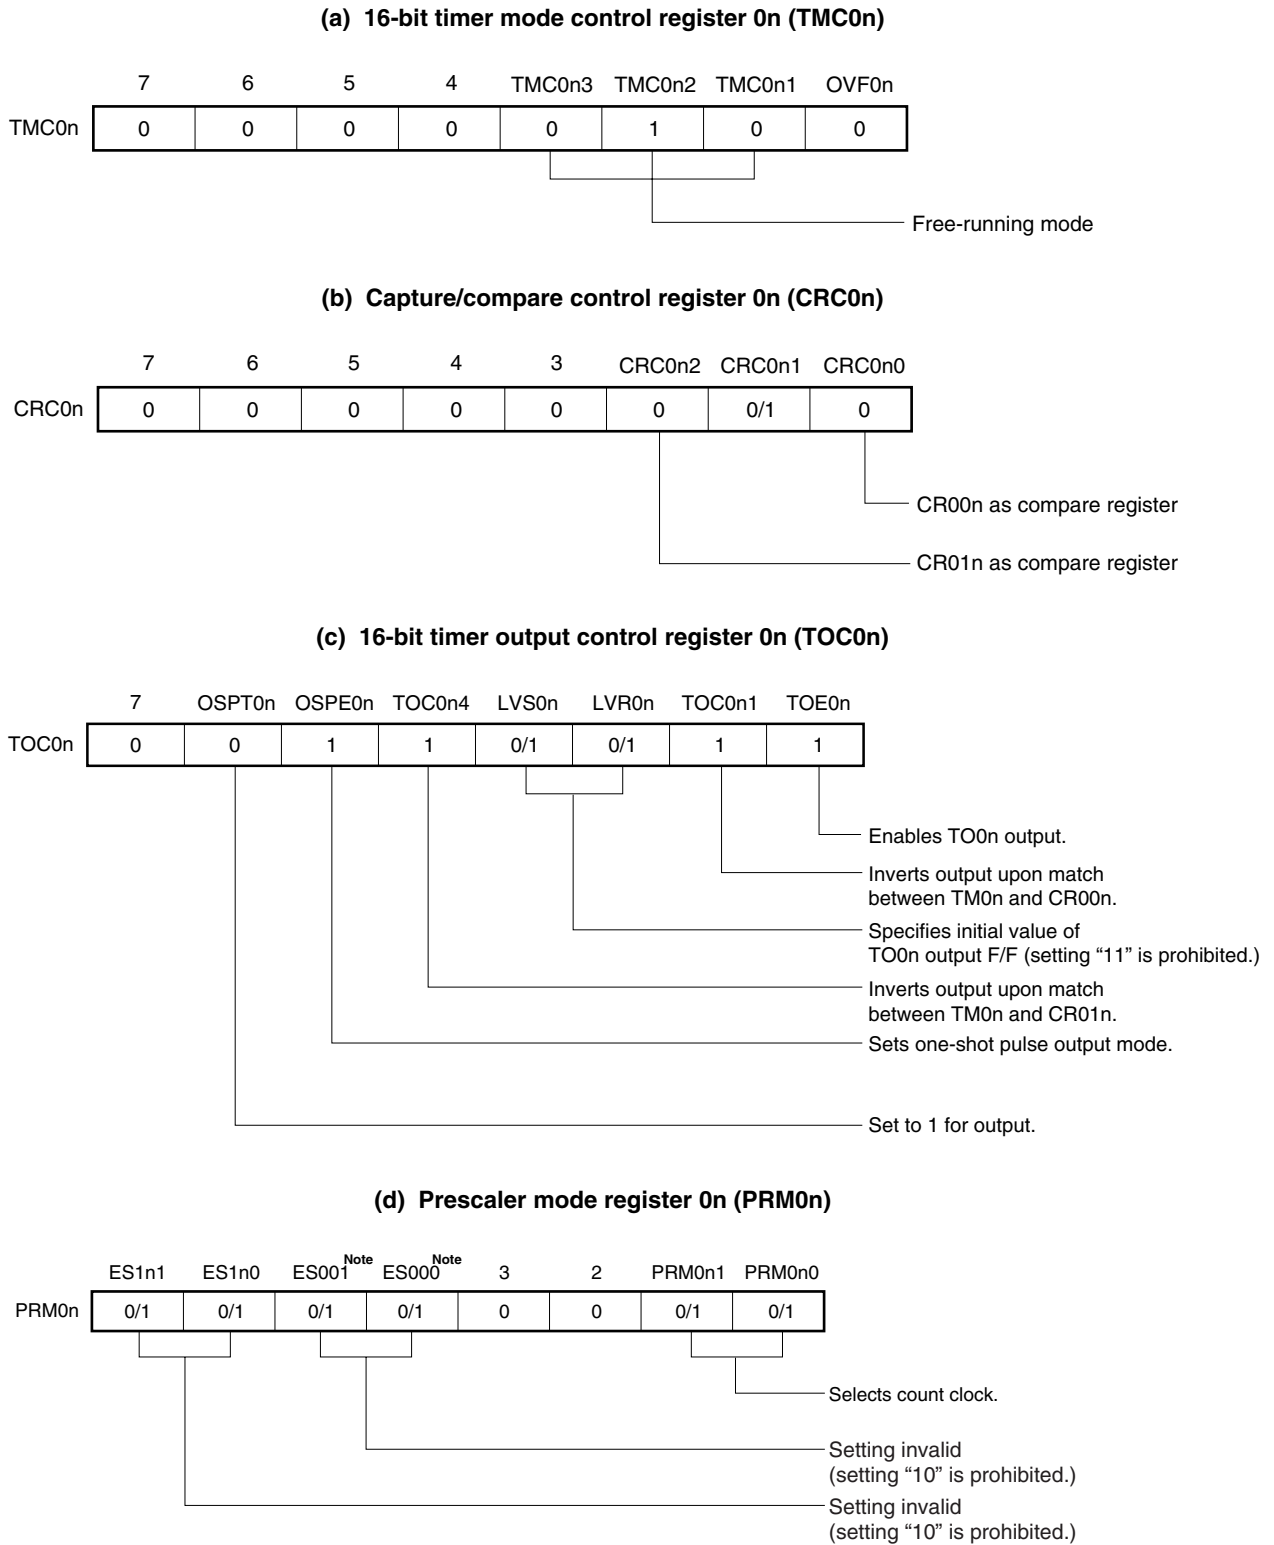 (a) 16-bit timer mode control register 0n (TMC0n)
7 6 5 4 TMC0n3 TMC0n2 TMC0n1 OVF0n
TMC0n 0 0 0 0 0 1 0 0
Free-running mode
(b) Capture/compare control register 0n (CRC0n)
7 6 5 4 3 CRC0n2 CRC0n1 CRC0n0
CRC0n 0 0 0 0 0 0 0/1 0
CR00n as compare register
CR01n as compare register
(c) 16-bit timer output control register 0n (TOC0n)
7 OSPT0n OSPE0n TOC0n4 LVS0n LVR0n TOC0n1 TOE0n
TOC0n 0 0 1 1 0/1 0/1 1 1
Enables TO0n output.
Inverts output upon match
between TM0n and CR00n.
Specifies initial value of
TO0n output F/F (setting “11” is prohibited.)
Inverts output upon match
between TM0n and CR01n.
Sets one-shot pulse output mode.
Set to 1 for output.
(d) Prescaler mode register 0n (PRM0n)
ES1n1 ES1n0 ES001Note ES000Note 3 2 PRM0n1 PRM0n0
PRM0n 0/1 0/1 0/1 0/1 0 0 0/1 0/1
Selects count clock.
Setting invalid
(setting “10” is prohibited.)
Setting invalid
(setting “10” is prohibited.)